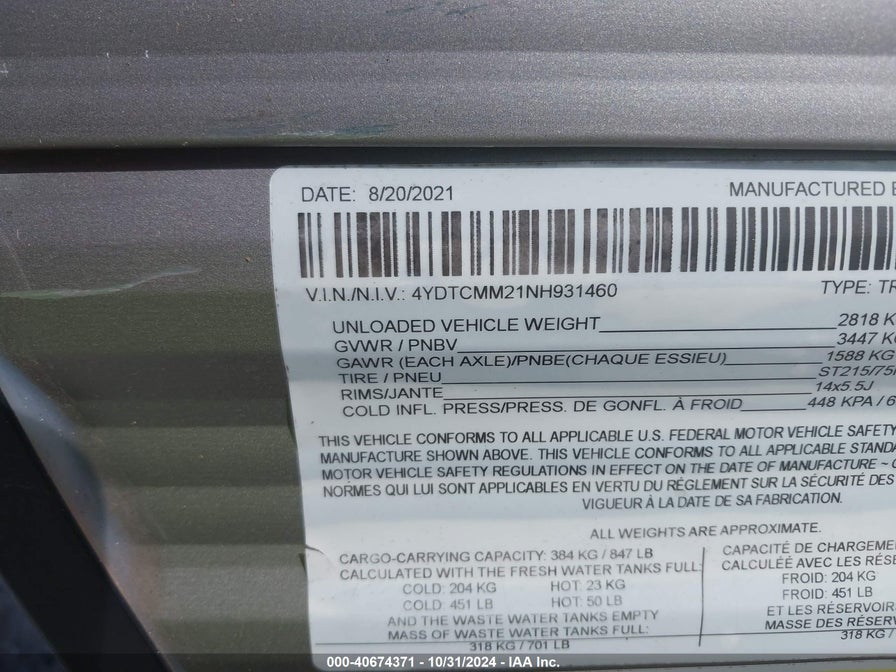 DATE: 8/20/2021 MANUFACTURED
V.I.N./N.I.V.: 4YDTCMM21NH931460 TYPE:
UNLOADED VEHICLE WEIGHT 2818
GVWR / PNBV 3447
GAWR (EACH AXLE)/PNBE(CHAQUE ESSIEU) 1588 KG
TIRE / PNEU ST215/75
RIMS/JANTE 14x5.5J
COLD INFL. PRESS/PRESS. DE GONFL. À FROID 448 KPA /
THIS VEHICLE CONFORMS TO ALL APPLICABLE U.S. FEDERAL MOTOR VEHICLE SAFETY
MANUFACTURE SHOWN ABOVE. THIS VEHICLE CONFORMS TO ALL APPLICABLE
MOTOR VEHICLE SAFETY REGULATIONS IN EFFECT ON THE DATE OF MANUFACTURE ~
NORMES QUI LUI SONT APPLICABLES EN VERTU DU RÉGLEMENT SUR LA SÉCURITÉ DES
VIGUEUR À LA DATE DE SA FABRICATION.
ALL WEIGHTS ARE APPROXIMATE.
CARGO-CARRYING CAPACITY: 384 KG / 847 LB
CALCULATED WITH THE FRESH WATER TANKS FULL:
COLD: 204 KG HOT: 23 KG
COLD: 451 LB HOT: 50 LB
AND THE WASTE WATER TANKS EMPTY
MASS OF WASTE WATER TANKS FULL:
318 KG / 701 LB
CAPACITÉ DE
CALCULÉE AVEC LES
FROID: 204 KG
FROID: 451 LB
ET LES
MASSE DES
318 KG /
000-40674371 - 10/31/2024 - IAA Inc.